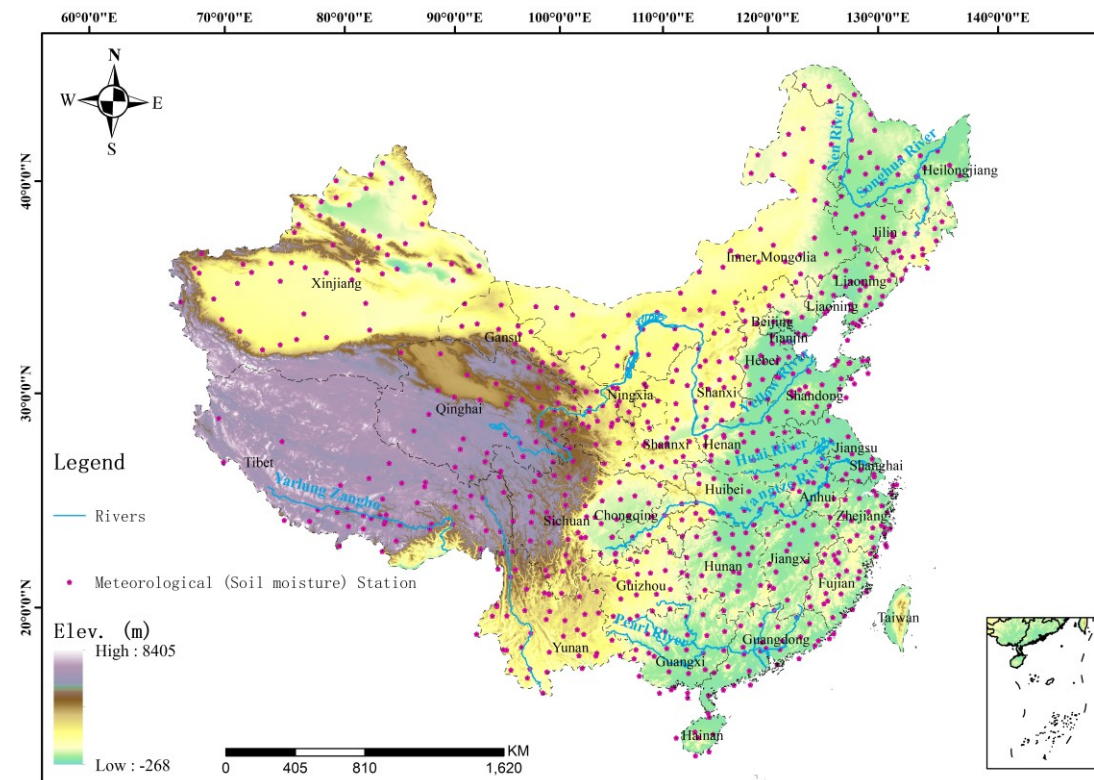 60°0'0"E 70°0'0"E 80°0'0"E 90°0'0"E 100°0'0"E 110°0'0"E 120°0'0"E 130°0'0"E 140°0'0"E
N
W E
S
40°0'0"N
30°0'0"N
20°0'0"N
Nen River
Songhua River
Heilongjiang
Jilin
Inner Mongolia
Liaoning
Liaoning
Xinjiang
Beijing
Tianjin
Gansu
Hebei
Ningxia
Shanxi
Yellow River
Shandong
Qinghai
Shaanxi
Henan
Huai River
Jiangsu
Shanghai
Tibet
Yarlung Zangbo
Huibei
Yangtze River
Anhui
Sichuan
Chongqing
Zhejiang
Hunan
Jiangxi
Guizhou
Fujian
Taiwan
Pearl River
Guangdong
Yunan
Guangxi
Hainan
Legend
Rivers
Meteorological (Soil moisture) Station
Elev. (m)
High : 8405
Low : -268
KM
0 405 810 1,620